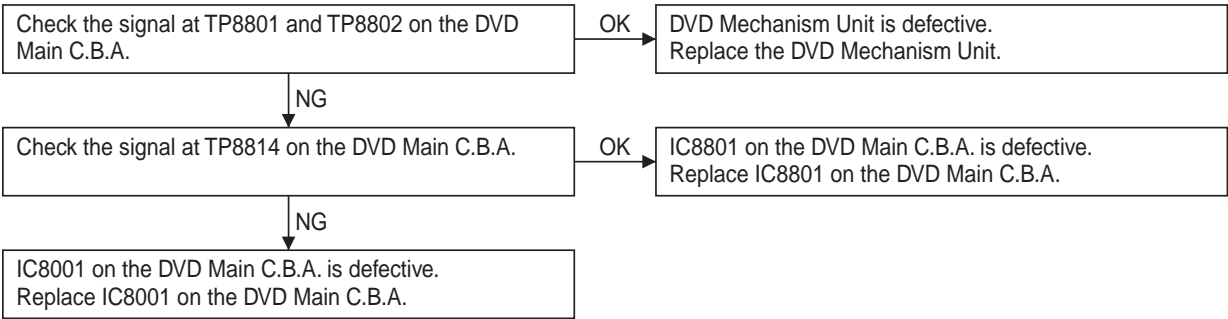 Check the signal at TP8801 and TP8802 on the DVD
Main C.B.A.
OK
DVD Mechanism Unit is defective.
Replace the DVD Mechanism Unit.
NG
Check the signal at TP8814 on the DVD Main C.B.A.
OK
IC8801 on the DVD Main C.B.A. is defective.
Replace IC8801 on the DVD Main C.B.A.
NG
IC8001 on the DVD Main C.B.A. is defective.
Replace IC8001 on the DVD Main C.B.A.